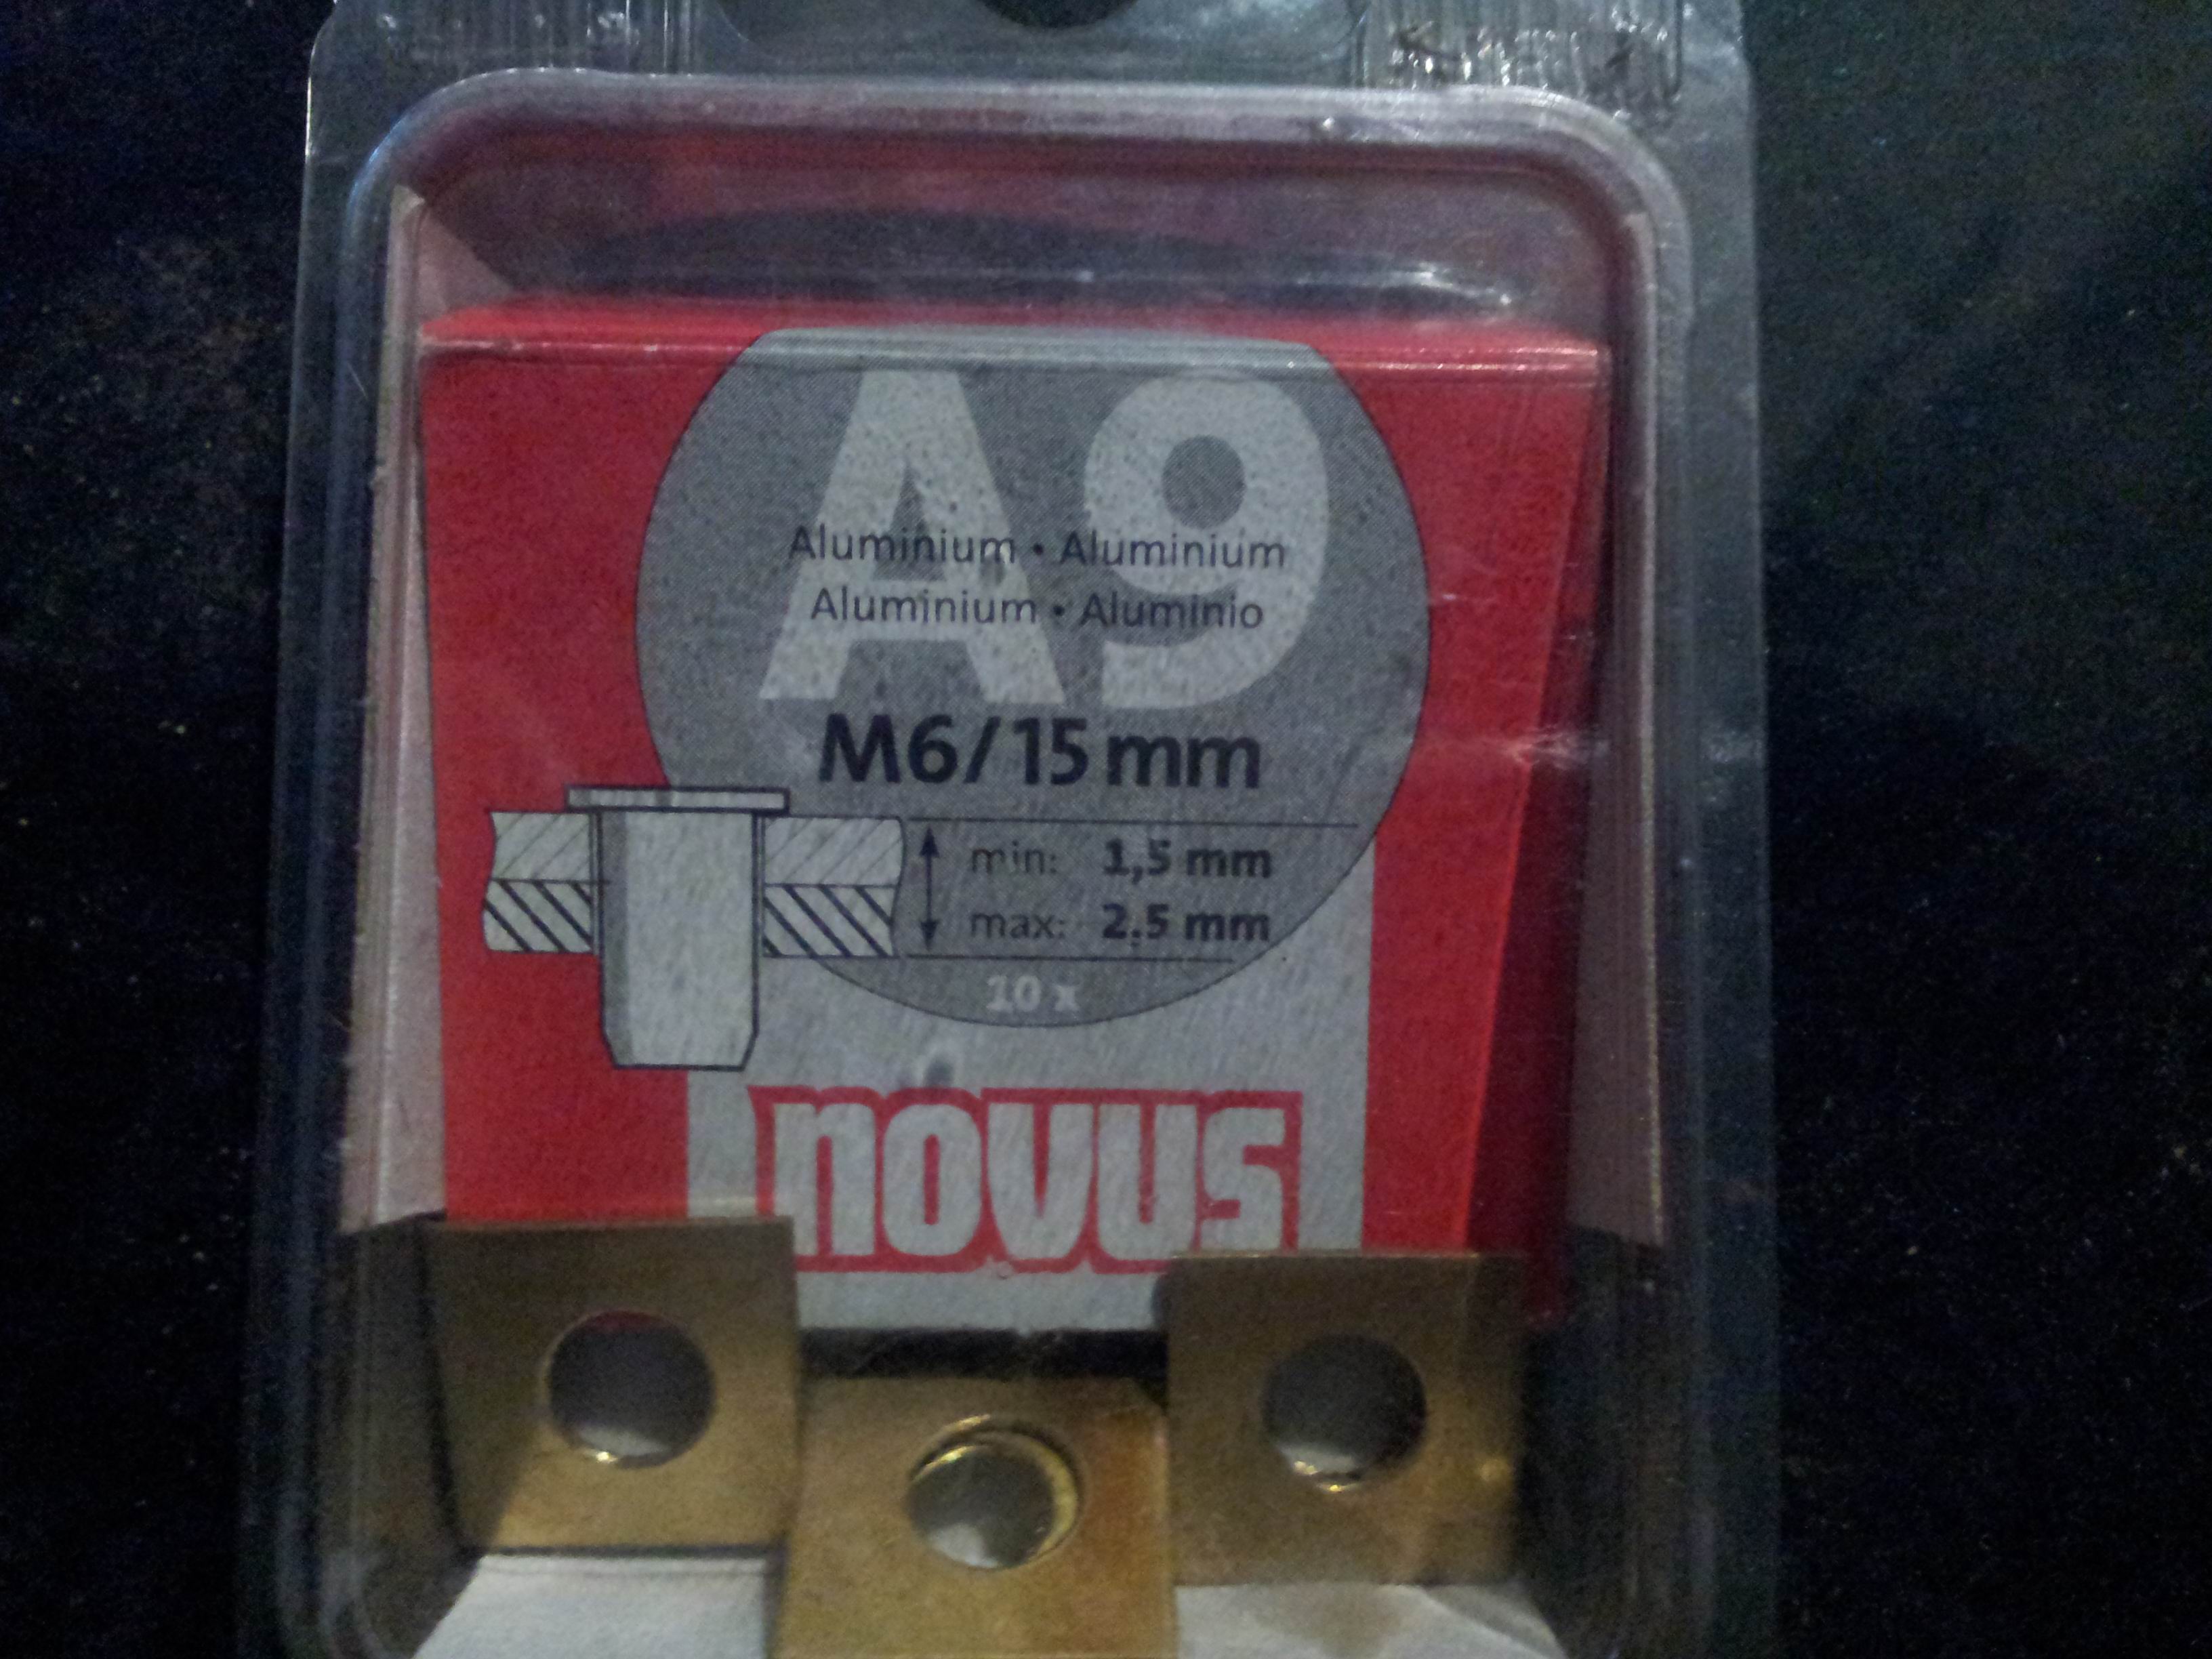 A9
Aluminium • Aluminium
Aluminium • Aluminio
M6/15 mm
min: 1,5 mm
max: 2.5 mm
10 x
novus